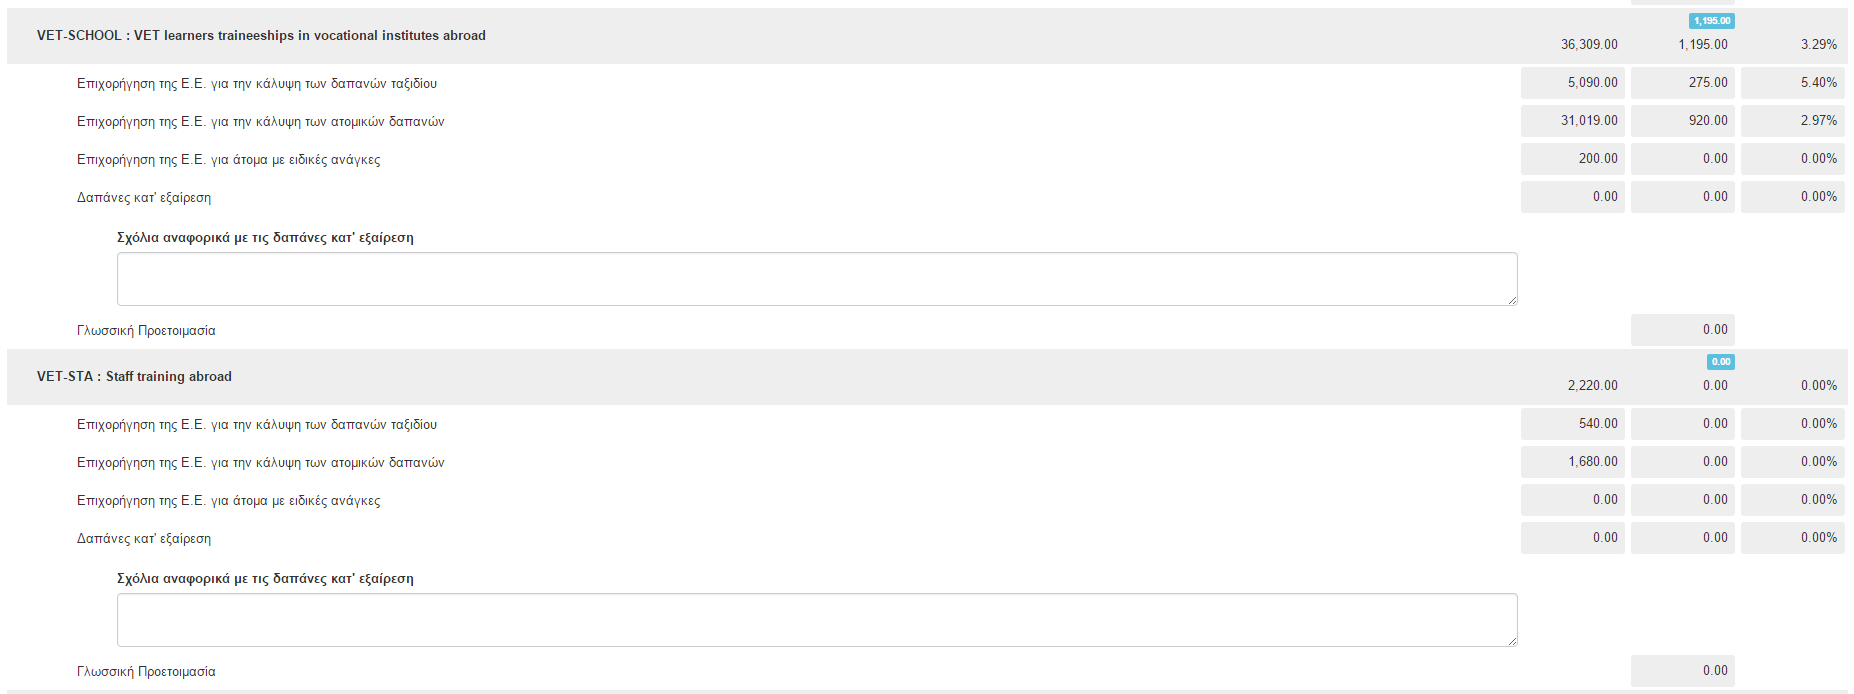 1,195.00
VET-SCHOOL : VET learners traineeships in vocational institutes abroad 36,309.00 1,195.00 3.29%
Επιχορήγηση της Ε.Ε. για την κάλυψη των δαπανών ταξιδίου 5,090.00 275.00 5.40%
Επιχορήγηση της Ε.Ε. για την κάλυψη των ατομικών δαπανών 31,019.00 920.00 2.97%
Επιχορήγηση της Ε.Ε. για άτομα με ειδικές ανάγκες 200.00 0.00 0.00%
Δαπάνες κατ' εξαίρεση 0.00 0.00 0.00%
Σχόλια αναφορικά με τις δαπάνες κατ' εξαίρεση
Γλωσσική Προετοιμασία 0.00
0.00
VET-STA : Staff training abroad 2,220.00 0.00 0.00%
Επιχορήγηση της Ε.Ε. για την κάλυψη των δαπανών ταξιδίου 540.00 0.00 0.00%
Επιχορήγηση της Ε.Ε. για την κάλυψη των ατομικών δαπανών 1,680.00 0.00 0.00%
Επιχορήγηση της Ε.Ε. για άτομα με ειδικές ανάγκες 0.00 0.00 0.00%
Δαπάνες κατ' εξαίρεση 0.00 0.00 0.00%
Σχόλια αναφορικά με τις δαπάνες κατ' εξαίρεση
Γλωσσική Προετοιμασία 0.00